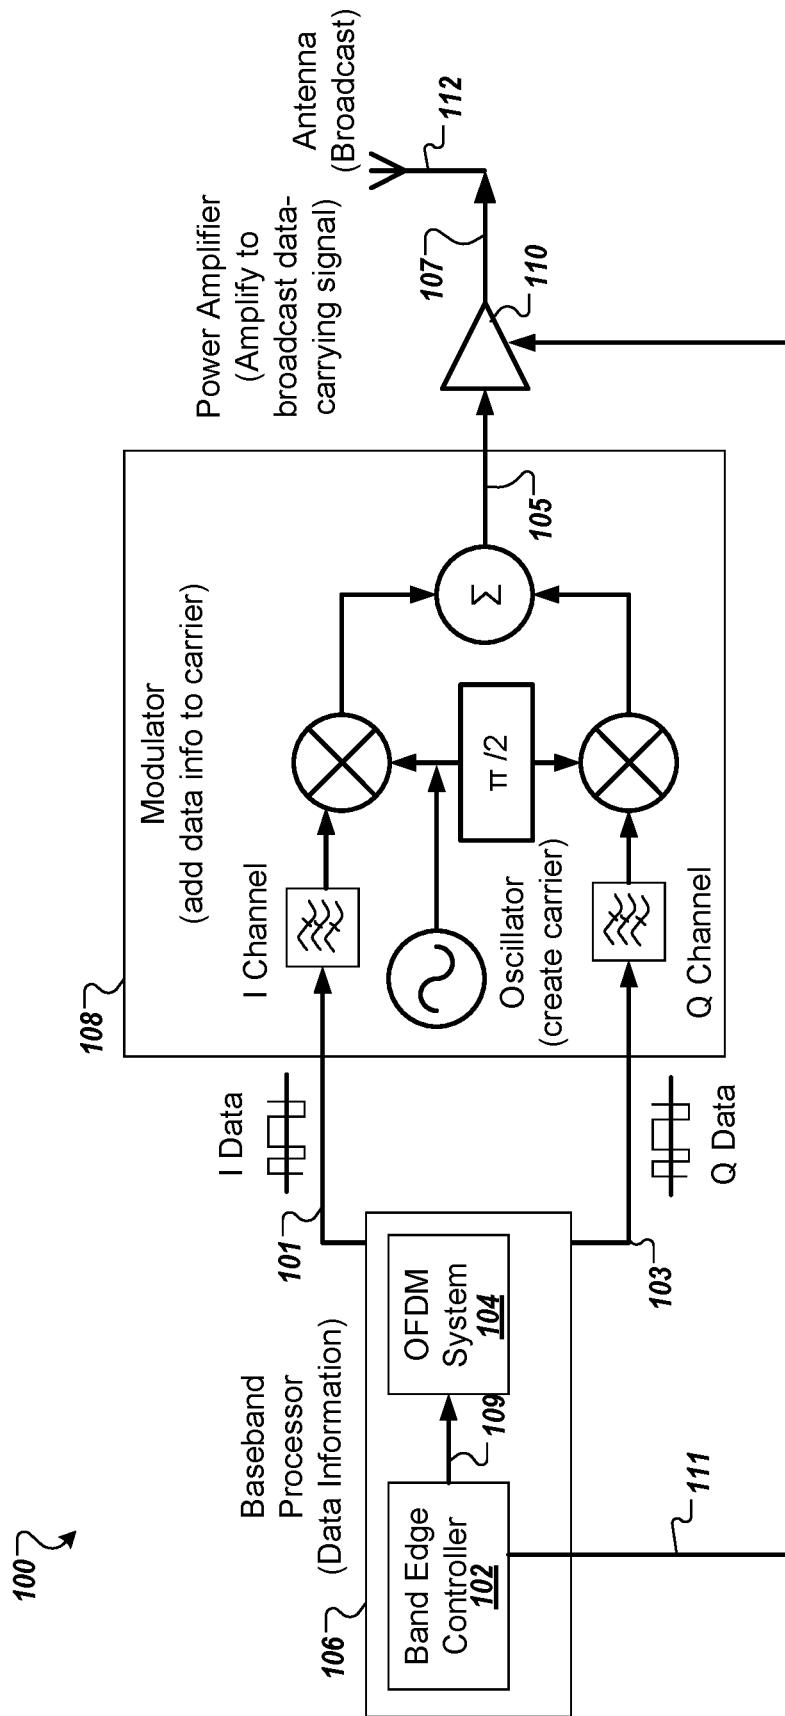 100
Baseband
Processor
(Data Information)
106
Band Edge
Controller
102
109
OFDM
System
104
111
101
I Data
103
Q Data
108
Modulator
(add data info to carrier)
I Channel
Oscillator
(create carrier)
Q Channel
π /2
Σ
105
Power Amplifier
(Amplify to
broadcast data-
carrying signal)
107
110
Antenna
(Broadcast)
112